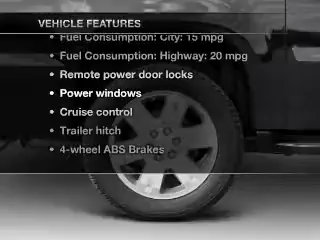 VEHICLE FEATURES
• Fuel Consumption: City: 15 mpg
• Fuel Consumption: Highway: 20 mpg
• Remote power door locks
• Power windows
• Cruise control
• Trailer hitch
• 4-wheel ABS Brakes